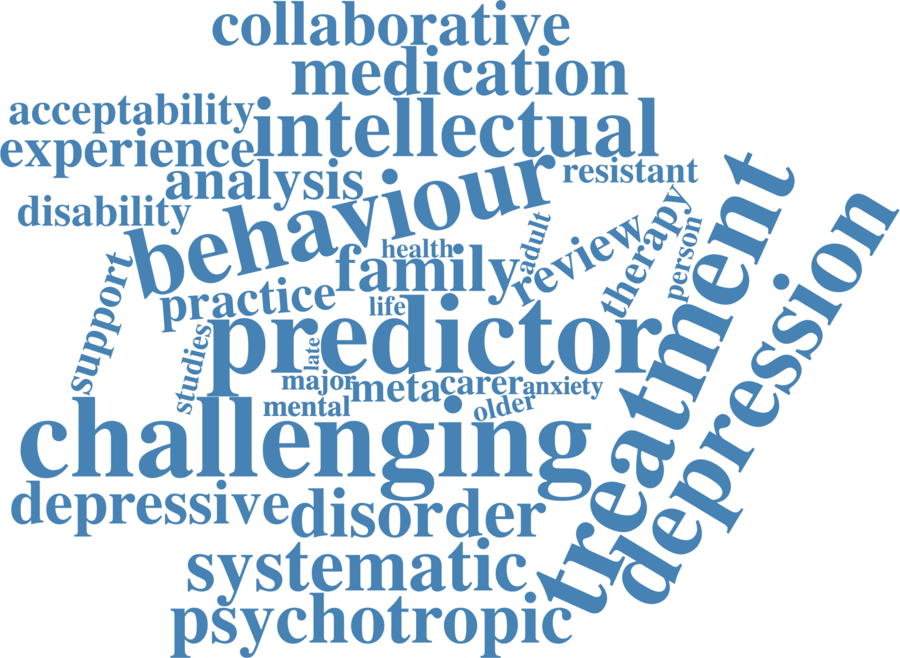 collaborative
medication
acceptability
intellectual
experience
analysis
resistant
disability
behaviour
treatment
depression
support
health
family
adult
review
therapy
person
practice
life
predictor
studies
late
major
meta
carer
anxiety
mental
older
challenging
depressive
disorder
systematic
psychotropic